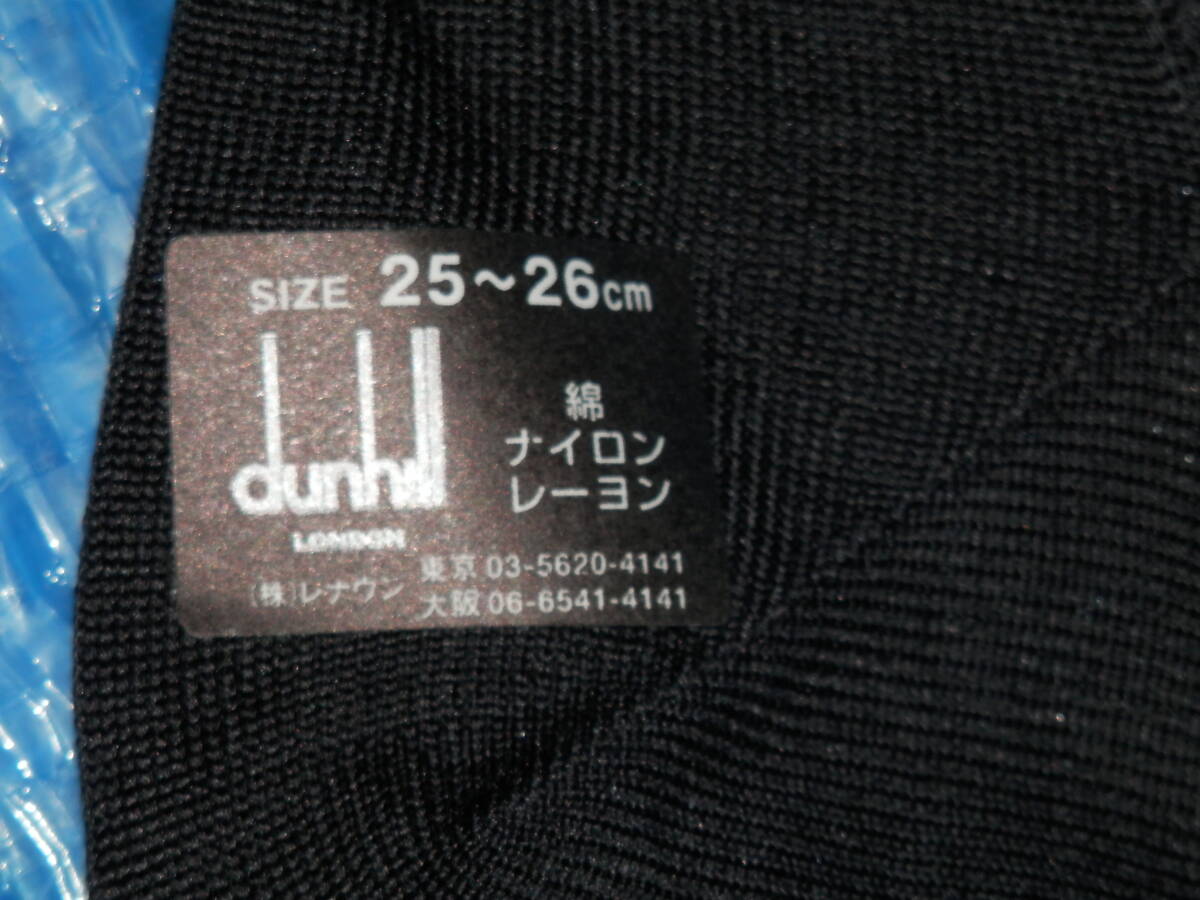 SIZE 25~26cm
dunhill
LONDON
綿
ナイロン
レーヨン
(株)レナウン
東京 03-5620-4141
大阪 06-6541-4141